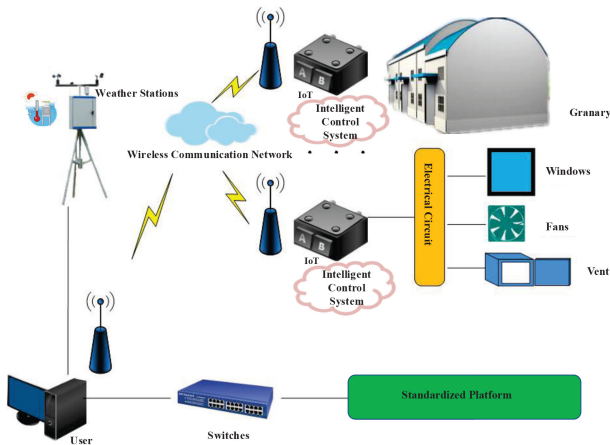 Weather Stations
IoT
A B
Intelligent
Control
System
Granary
Wireless Communication Network
. . .
Electrical Circuit
Windows
A B
Fans
IoT
Intelligent
Control
System
Vent
Standardized Platform
User
Switches